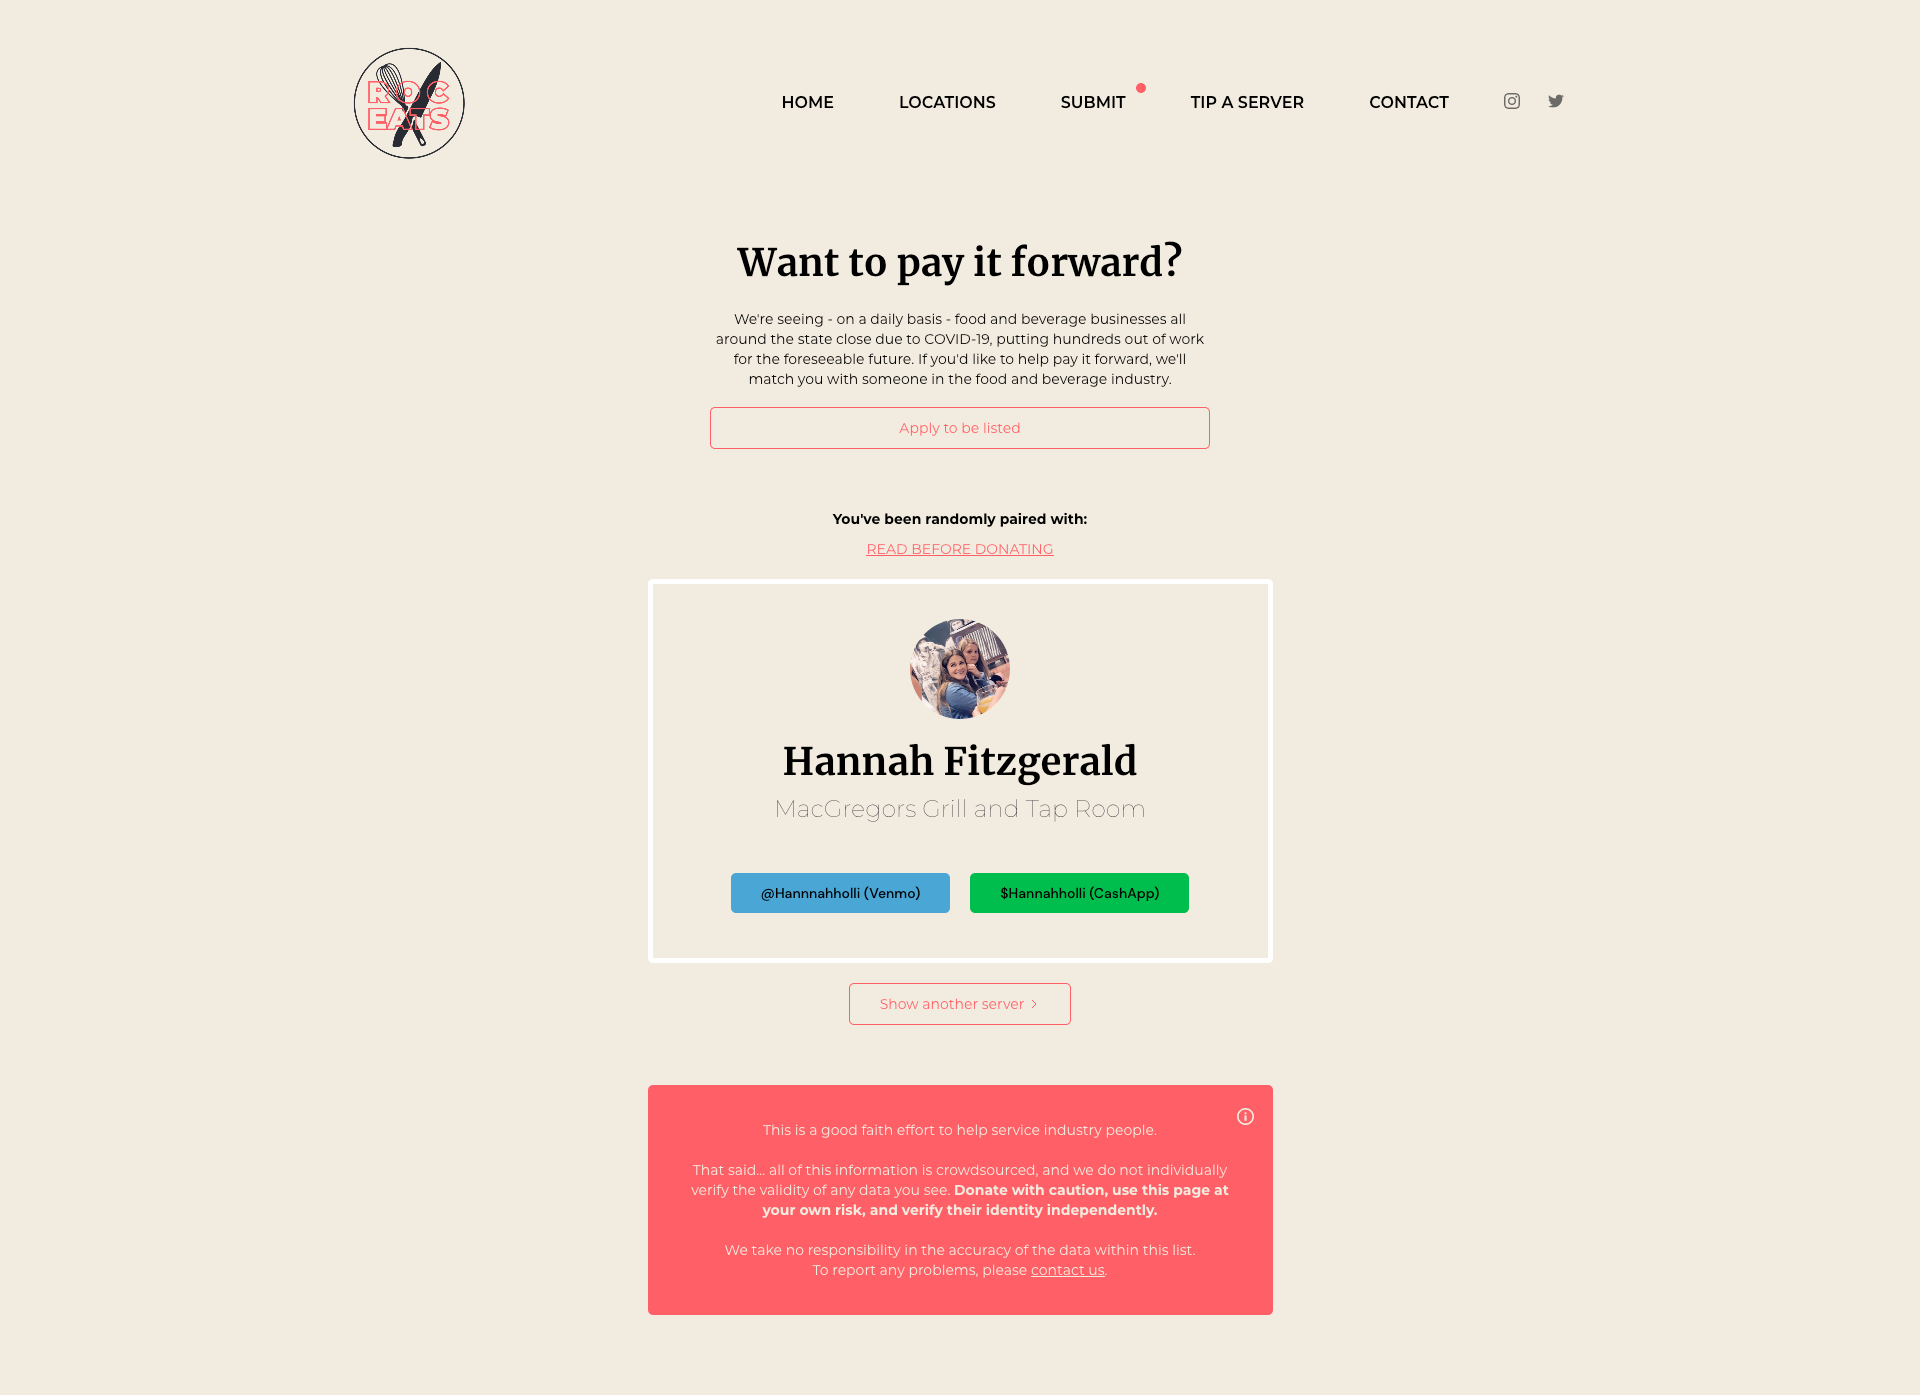 ROC
EATS
HOME
LOCATIONS
SUBMIT
TIP A SERVER
CONTACT
Want to pay it forward?
We're seeing - on a daily basis - food and beverage businesses all
around the state close due to COVID-19, putting hundreds out of work
for the foreseeable future. If you'd like to help pay it forward, we'll
match you with someone in the food and beverage industry.
Apply to be listed
You've been randomly paired with:
READ BEFORE DONATING
Hannah Fitzgerald
MacGregors Grill and Tap Room
@Hannnahholli (Venmo)
$Hannahholli (CashApp)
Show another server >
This is a good faith effort to help service industry people.
That said... all of this information is crowdsourced, and we do not individually
verify the validity of any data you see. Donate with caution, use this page at
your own risk, and verify their identity independently.
We take no responsibility in the accuracy of the data within this list.
To report any problems, please contact us.